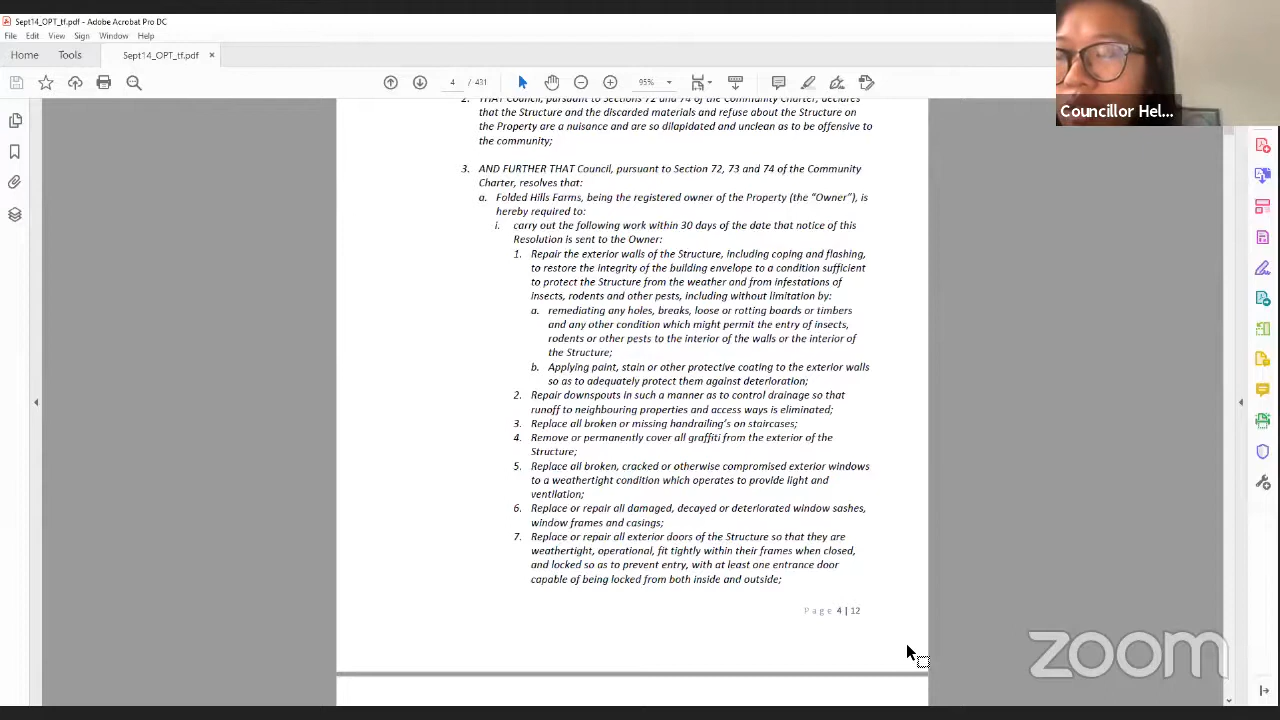 Sept14_OPT_tf.pdf - Adobe Acrobat Pro DC
File Edit View Sign Window Help
Home Tools Sept14_OPT_tf.pdf ×
4 / 431 95%
2. THAT Council, pursuant to Sections 72 and 74 of the Community Charter, declares
that the Structure and the discarded materials and refuse about the Structure on
the Property are a nuisance and are so dilapidated and unclean as to be offensive to
the community;
3. AND FURTHER THAT Council, pursuant to Section 72, 73 and 74 of the Community
Charter, resolves that:
a. Folded Hills Farms, being the registered owner of the Property (the “Owner”), is
hereby required to:
i. carry out the following work within 30 days of the date that notice of this
Resolution is sent to the Owner:
1. Repair the exterior walls of the Structure, including coping and flashing,
to restore the integrity of the building envelope to a condition sufficient
to protect the Structure from the weather and from infestations of
insects, rodents and other pests, including without limitation by:
a. remediating any holes, breaks, loose or rotting boards or timbers
and any other condition which might permit the entry of insects,
rodents or other pests to the interior of the walls or the interior of
the Structure;
b. Applying paint, stain or other protective coating to the exterior walls
so as to adequately protect them against deterioration;
2. Repair downspouts in such a manner as to control drainage so that
runoff to neighbouring properties and access ways is eliminated;
3. Replace all broken or missing handrailing’s on staircases;
4. Remove or permanently cover all graffiti from the exterior of the
Structure;
5. Replace all broken, cracked or otherwise compromised exterior windows
to a weathertight condition which operates to provide light and
ventilation;
6. Replace or repair all damaged, decayed or deteriorated window sashes,
window frames and casings;
7. Replace or repair all exterior doors of the Structure so that they are
weathertight, operational, fit tightly within their frames when closed,
and locked so as to prevent entry, with at least one entrance door
capable of being locked from both inside and outside;
Page 4 | 12
Councillor Hel...
zoom